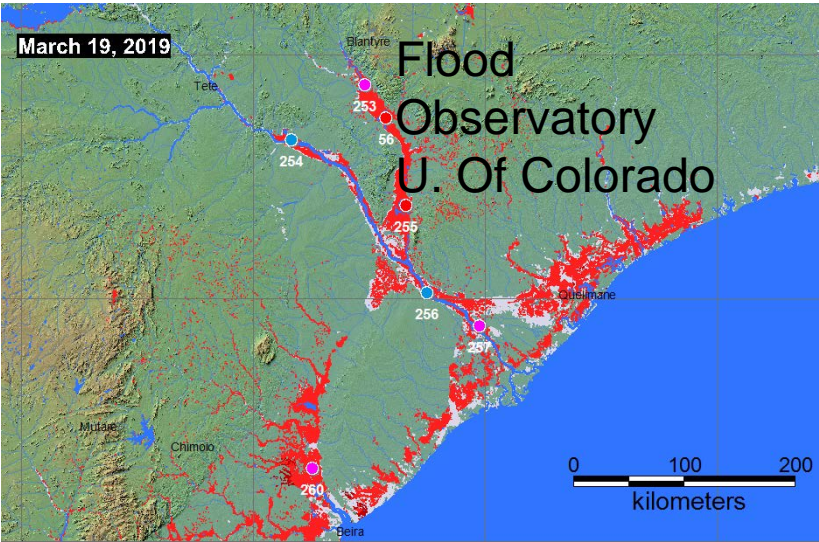 March 19, 2019
Blantyre
Flood
Observatory
U. Of Colorado
Tete
253
56
254
255
256
Quelimane
257
Mutare
Chimoio
260
Beira
0 100 200
kilometers